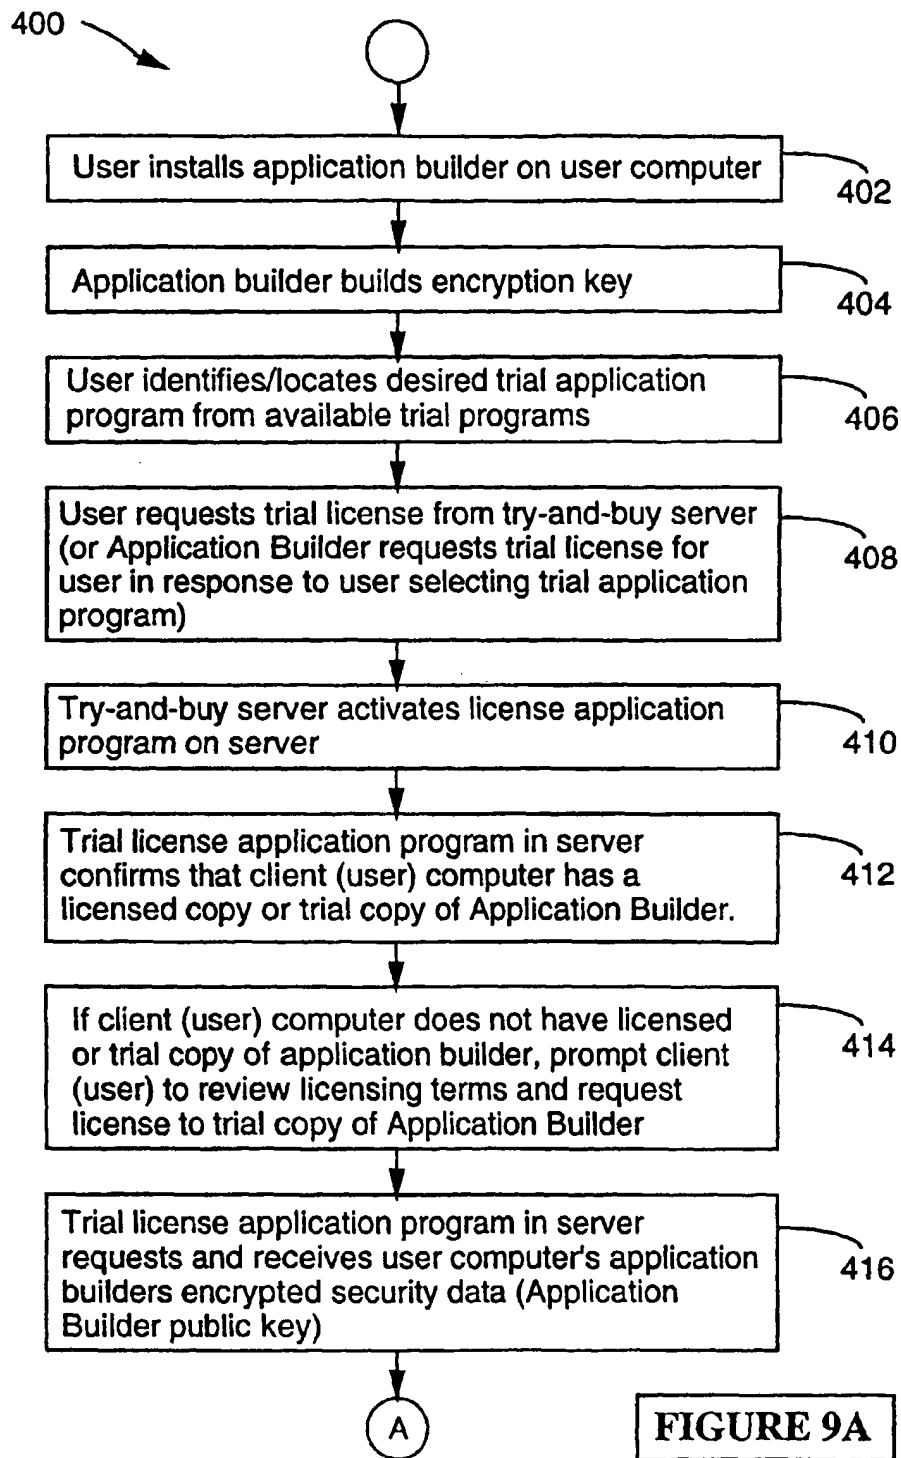 400
User installs application builder on user computer
402
Application builder builds encryption key
404
User identifies/locates desired trial application
program from available trial programs
406
User requests trial license from try-and-buy server
(or Application Builder requests trial license for
user in response to user selecting trial application
program)
408
Try-and-buy server activates license application
program on server
410
Trial license application program in server
confirms that client (user) computer has a
licensed copy or trial copy of Application Builder.
412
If client (user) computer does not have licensed
or trial copy of application builder, prompt client
(user) to review licensing terms and request
license to trial copy of Application Builder
414
Trial license application program in server
requests and receives user computer's application
builders encrypted security data (Application
Builder public key)
416
A
FIGURE 9A